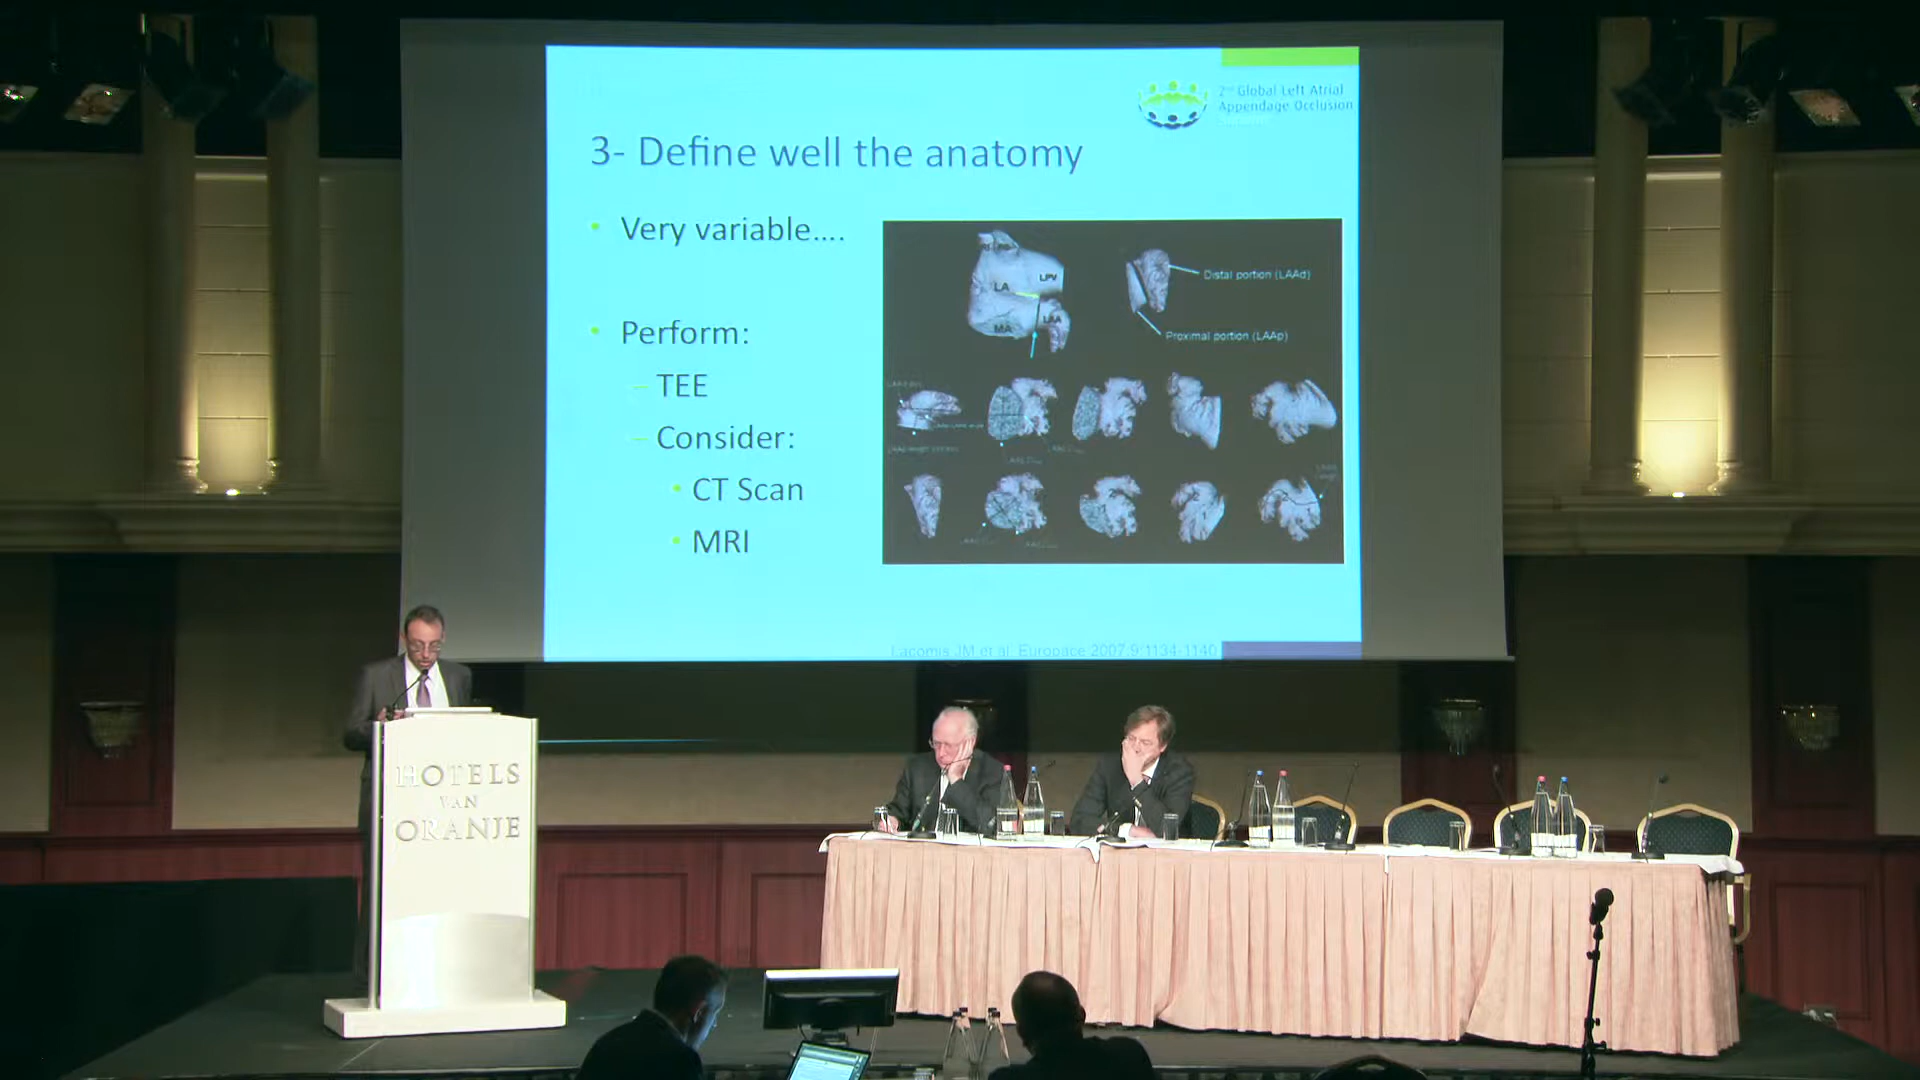 2nd Global Left Atrial
Appendage Occlusion
3- Define well the anatomy
• Very variable....
• Perform:
– TEE
– Consider:
• CT Scan
• MRI
LPV
LA
LAA
MA
Distal portion (LAAd)
Proximal portion (LAAp)
Lacomis JM et al. Europace 2007;9:1134-1140
HOTELS
VAN
ORANJE